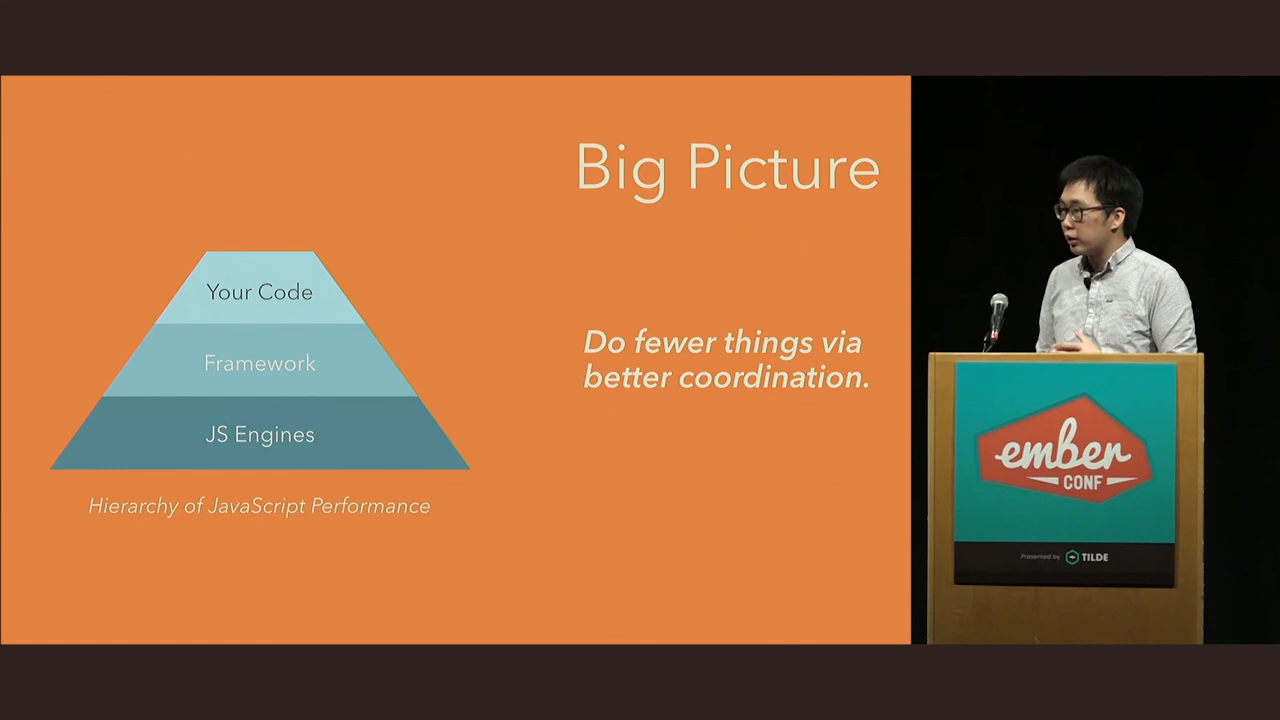 Big Picture
Your Code
Framework
JS Engines
Hierarchy of JavaScript Performance
Do fewer things via
better coordination.
ember
CONF
Presented by TILDE